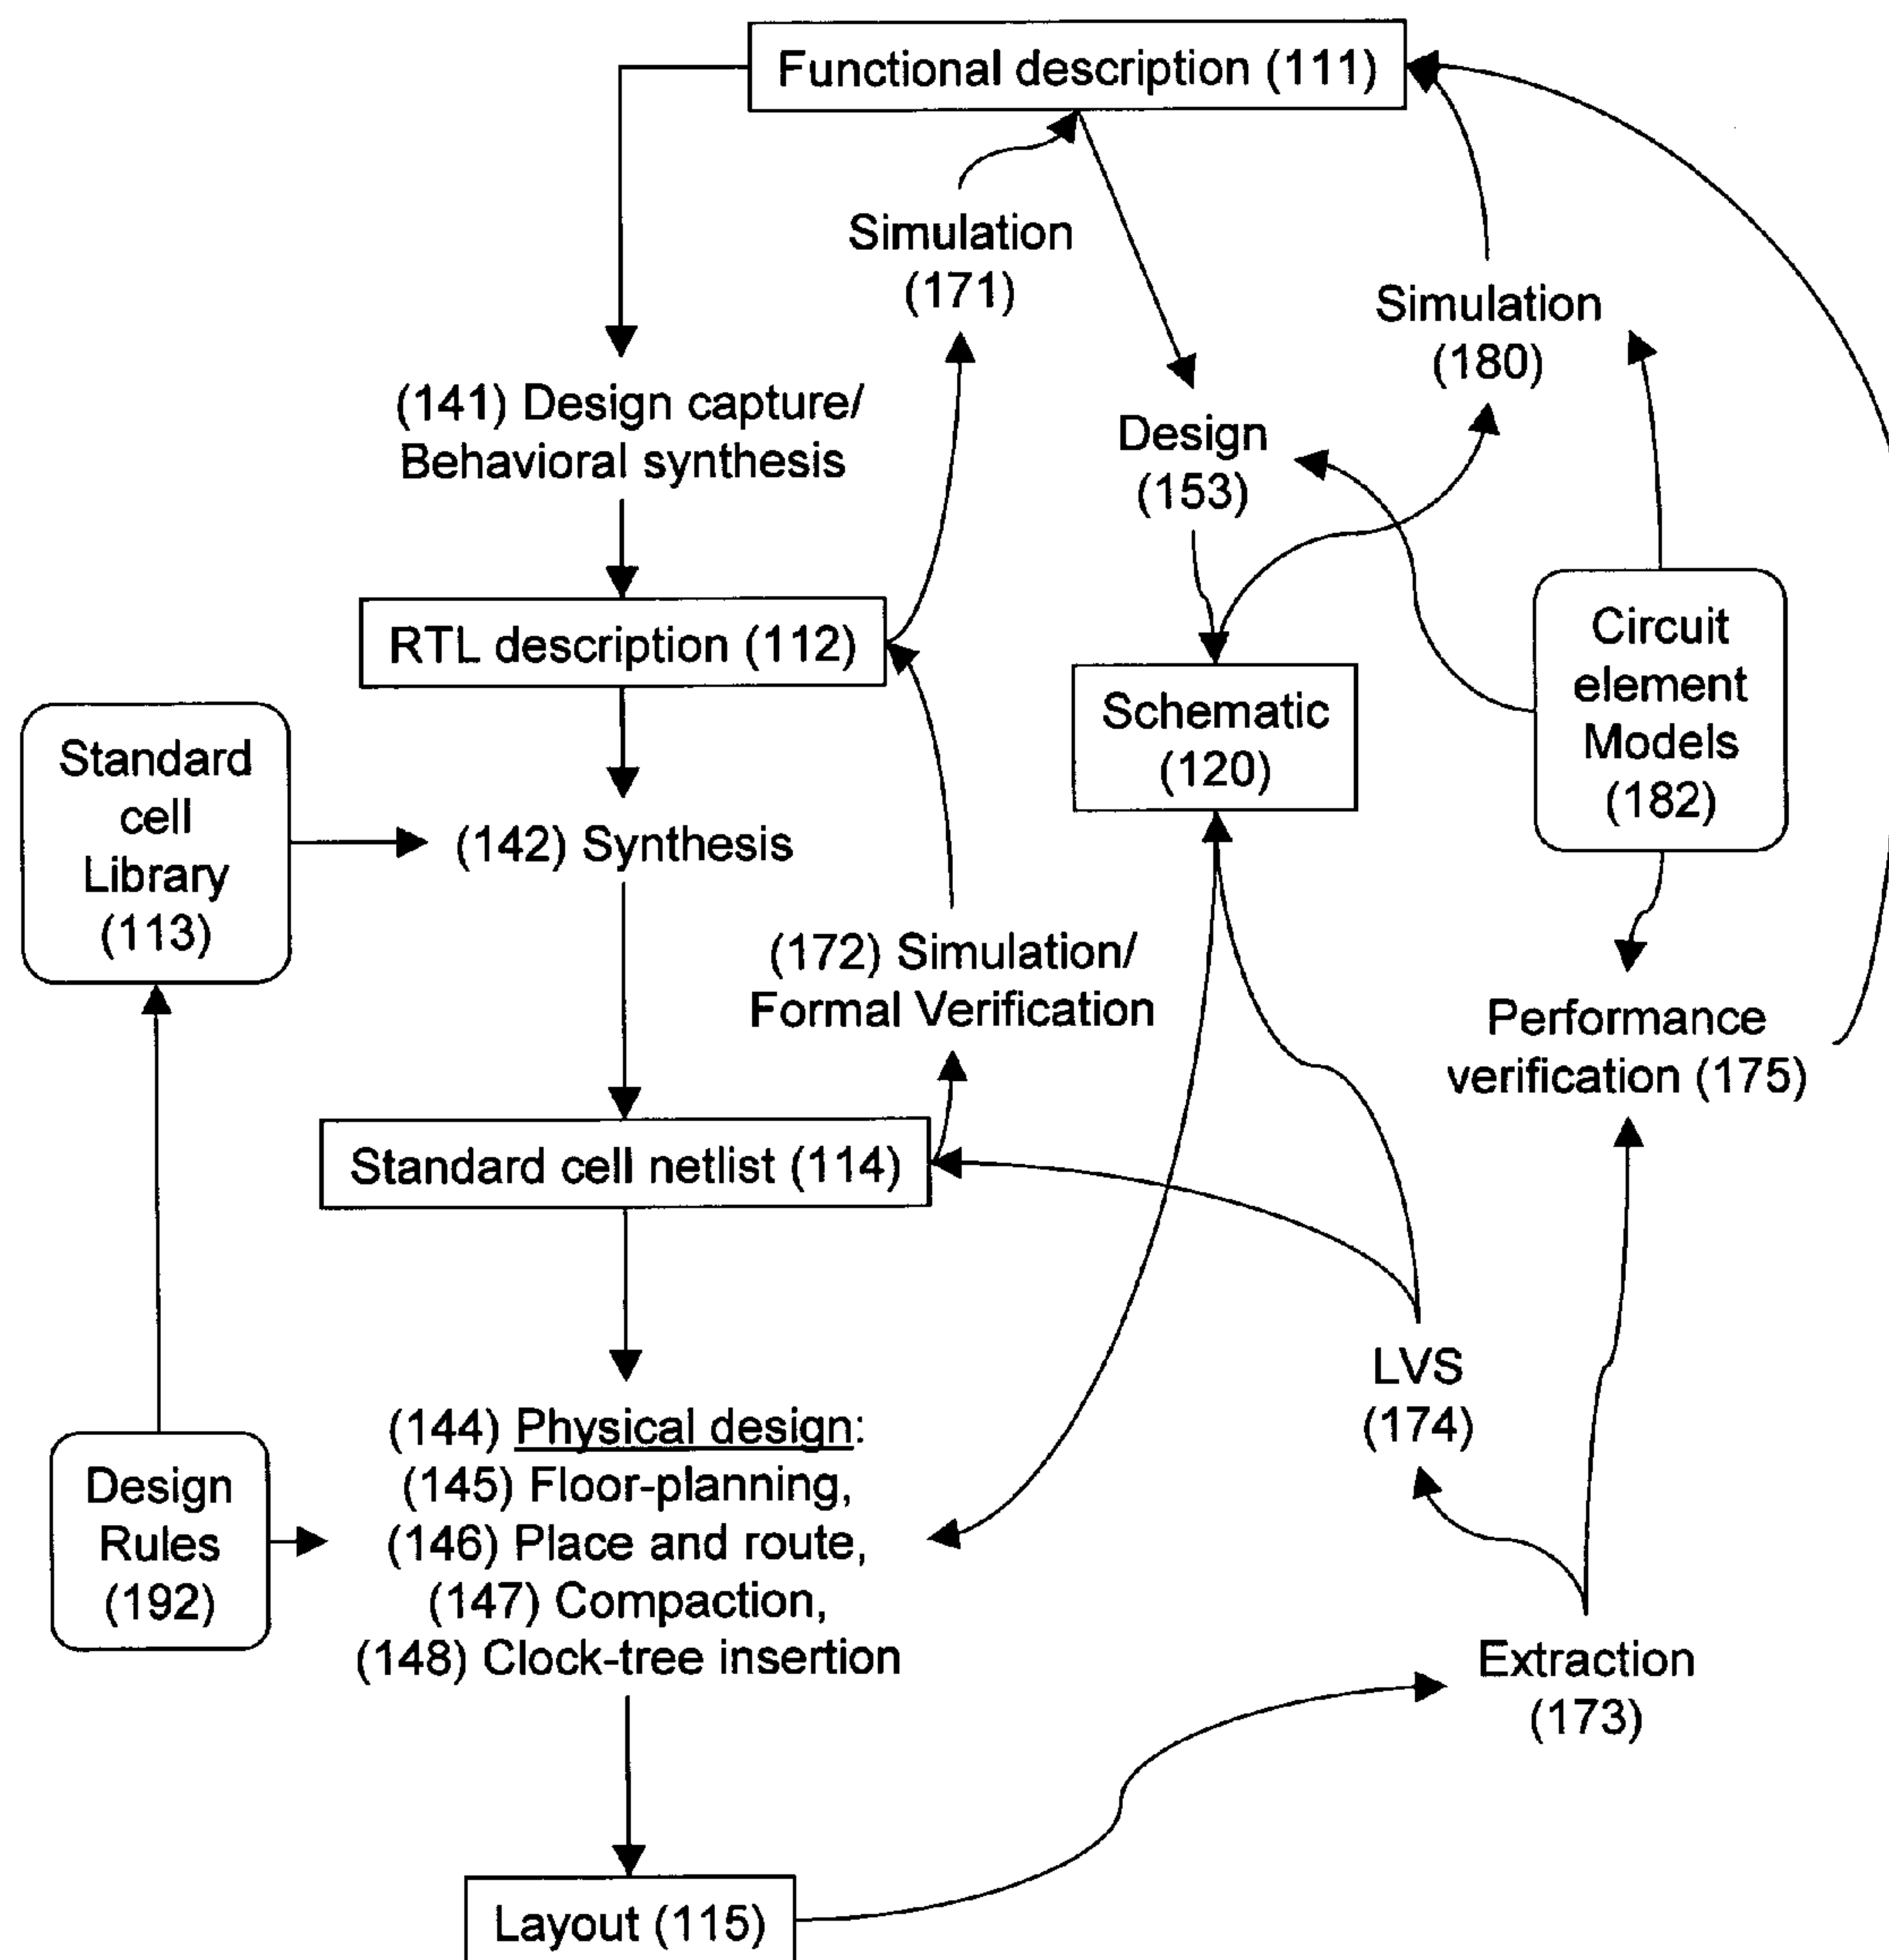 Functional description (111)
Simulation
(171)
Simulation
(180)
(141) Design capture/
Behavioral synthesis
Design
(153)
RTL description (112)
Circuit
element
Models
(182)
Schematic
(120)
Standard
cell
Library
(113)
(142) Synthesis
(172) Simulation/
Formal Verification
Performance
verification (175)
Standard cell netlist (114)
LVS
(174)
(144) Physical design:
(145) Floor-planning,
(146) Place and route,
(147) Compaction,
(148) Clock-tree insertion
Design
Rules
(192)
Extraction
(173)
Layout (115)